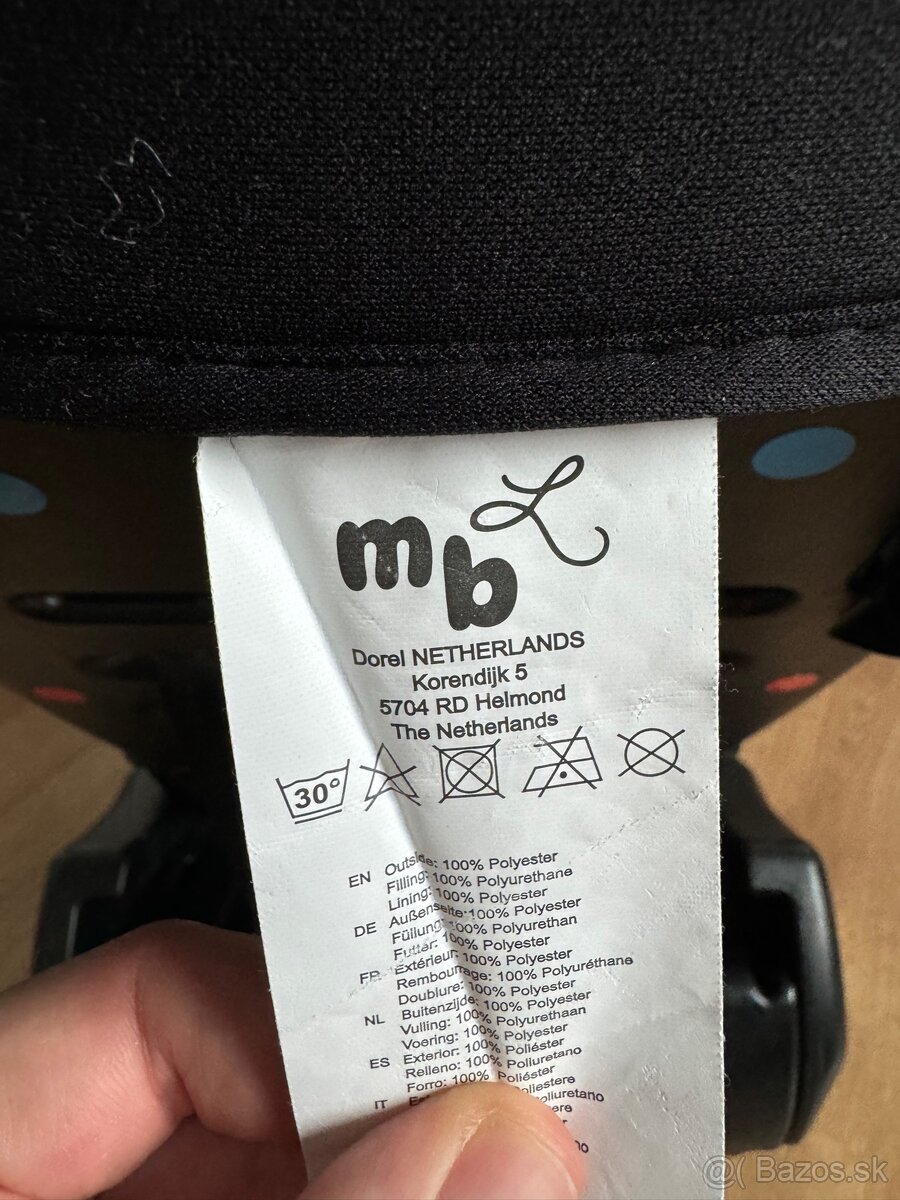 mb
Dorel NETHERLANDS
Korendijk 5
5704 RD Helmond
The Netherlands
30°
EN Outside: 100% Polyester
Filling: 100% Polyurethane
Lining: 100% Polyester
DE Außenseite: 100% Polyester
Füllung: 100% Polyurethan
Futter: 100% Polyester
FR Extérieur: 100% Polyester
Rembourrage: 100% Polyuréthane
Doublure: 100% Polyester
NL Buitenzijde: 100% Polyester
Vulling: 100% Polyurethaan
Voering: 100% Polyester
ES Exterior: 100% Poliéster
Relleno: 100% Poliuretano
Forro: 100% Poliéster
IT
@( Bazos.sk